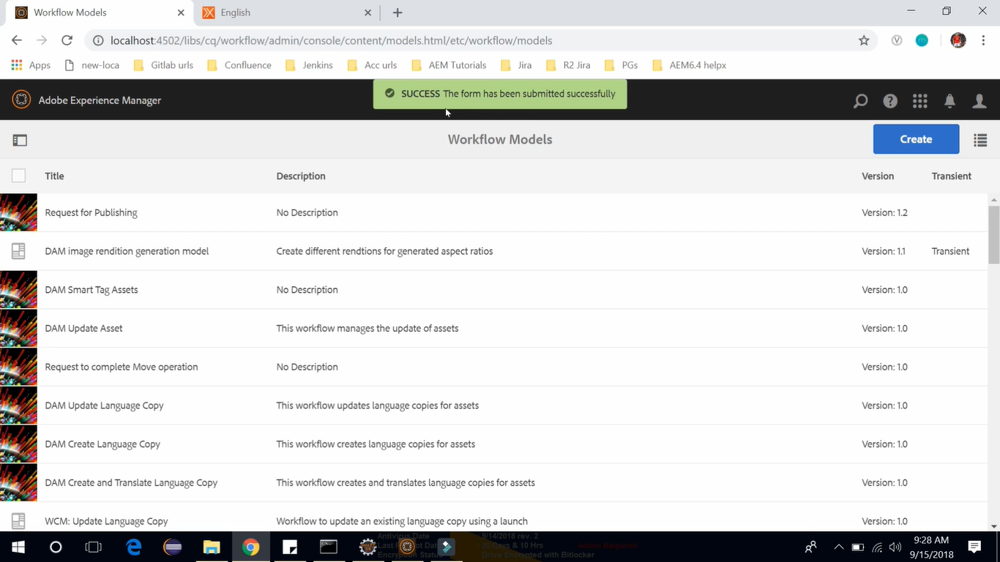 Workflow Models
English
localhost:4502/libs/cq/workflow/admin/console/content/models.html/etc/workflow/models
Apps new-loca Gitlab urls Confluence Jenkins Acc urls AEM Tutorials Jira R2 Jira PGs AEM6.4 helpx
Adobe Experience Manager
SUCCESS The form has been submitted successfully
Workflow Models
Create
Title Description Version Transient
Request for Publishing No Description Version: 1.2
DAM image rendition generation model Create different rendtions for generated aspect ratios Version: 1.1 Transient
DAM Smart Tag Assets No Description Version: 1.0
DAM Update Asset This workflow manages the update of assets Version: 1.0
Request to complete Move operation No Description Version: 1.0
DAM Update Language Copy This workflow updates language copies for assets Version: 1.0
DAM Create Language Copy This workflow creates language copies for assets Version: 1.0
DAM Create and Translate Language Copy This workflow creates and translates language copies for assets Version: 1.0
WCM: Update Language Copy Workflow to update an existing language copy using a launch Version: 1.0
Antivirus Date 9/14/2018 rev. 2
Last Days & 10 Hrs
Encryption Drive Encrypted with Bitlocker
9:28 AM
9/15/2018